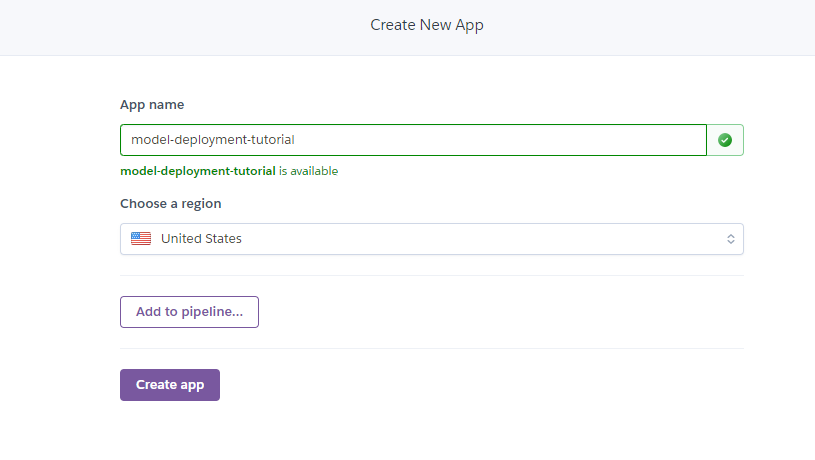 Create New App
App name
model-deployment-tutorial
model-deployment-tutorial is available
Choose a region
United States
Add to pipeline...
Create app